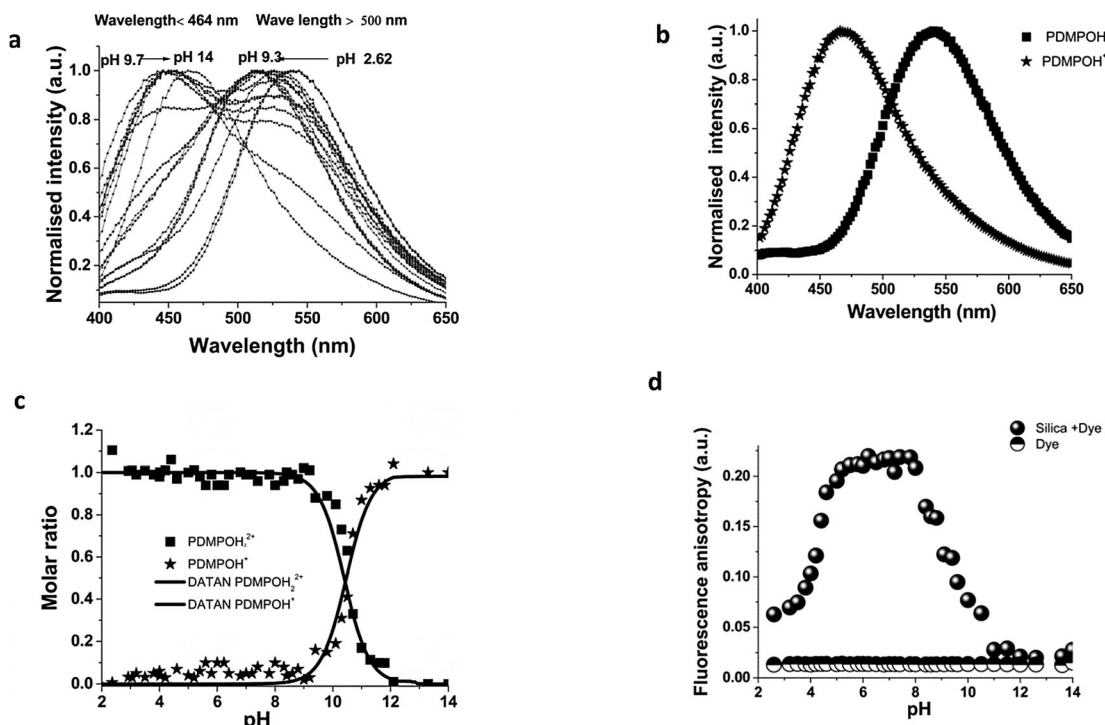 Wavelength< 464 nm Wave length > 500 nm
a
pH 9.7 pH 14 pH 9.3 pH 2.62
Normalised intensity (a.u.)
1.0
0.8
0.6
0.4
0.2
400 450 500 550 600 650
Wavelength (nm)
b
PDMPOH
PDMPOH+
Normalised intensity (a.u.)
1.0
0.8
0.6
0.4
0.2
0.0
400 450 500 550 600 650
Wavelength (nm)
c
Molar ratio
1.2
1.0
0.8
0.6
0.4
0.2
0.0
PDMPOH₂²⁺
PDMPOH⁺
DATAN PDMPOH₂²⁺
DATAN PDMPOH⁺
2 4 6 8 10 12 14
pH
d
Silica +Dye
Dye
Fluorescence anisotropy (a.u.)
0.20
0.15
0.10
0.05
0.00
2 4 6 8 10 12 14
pH